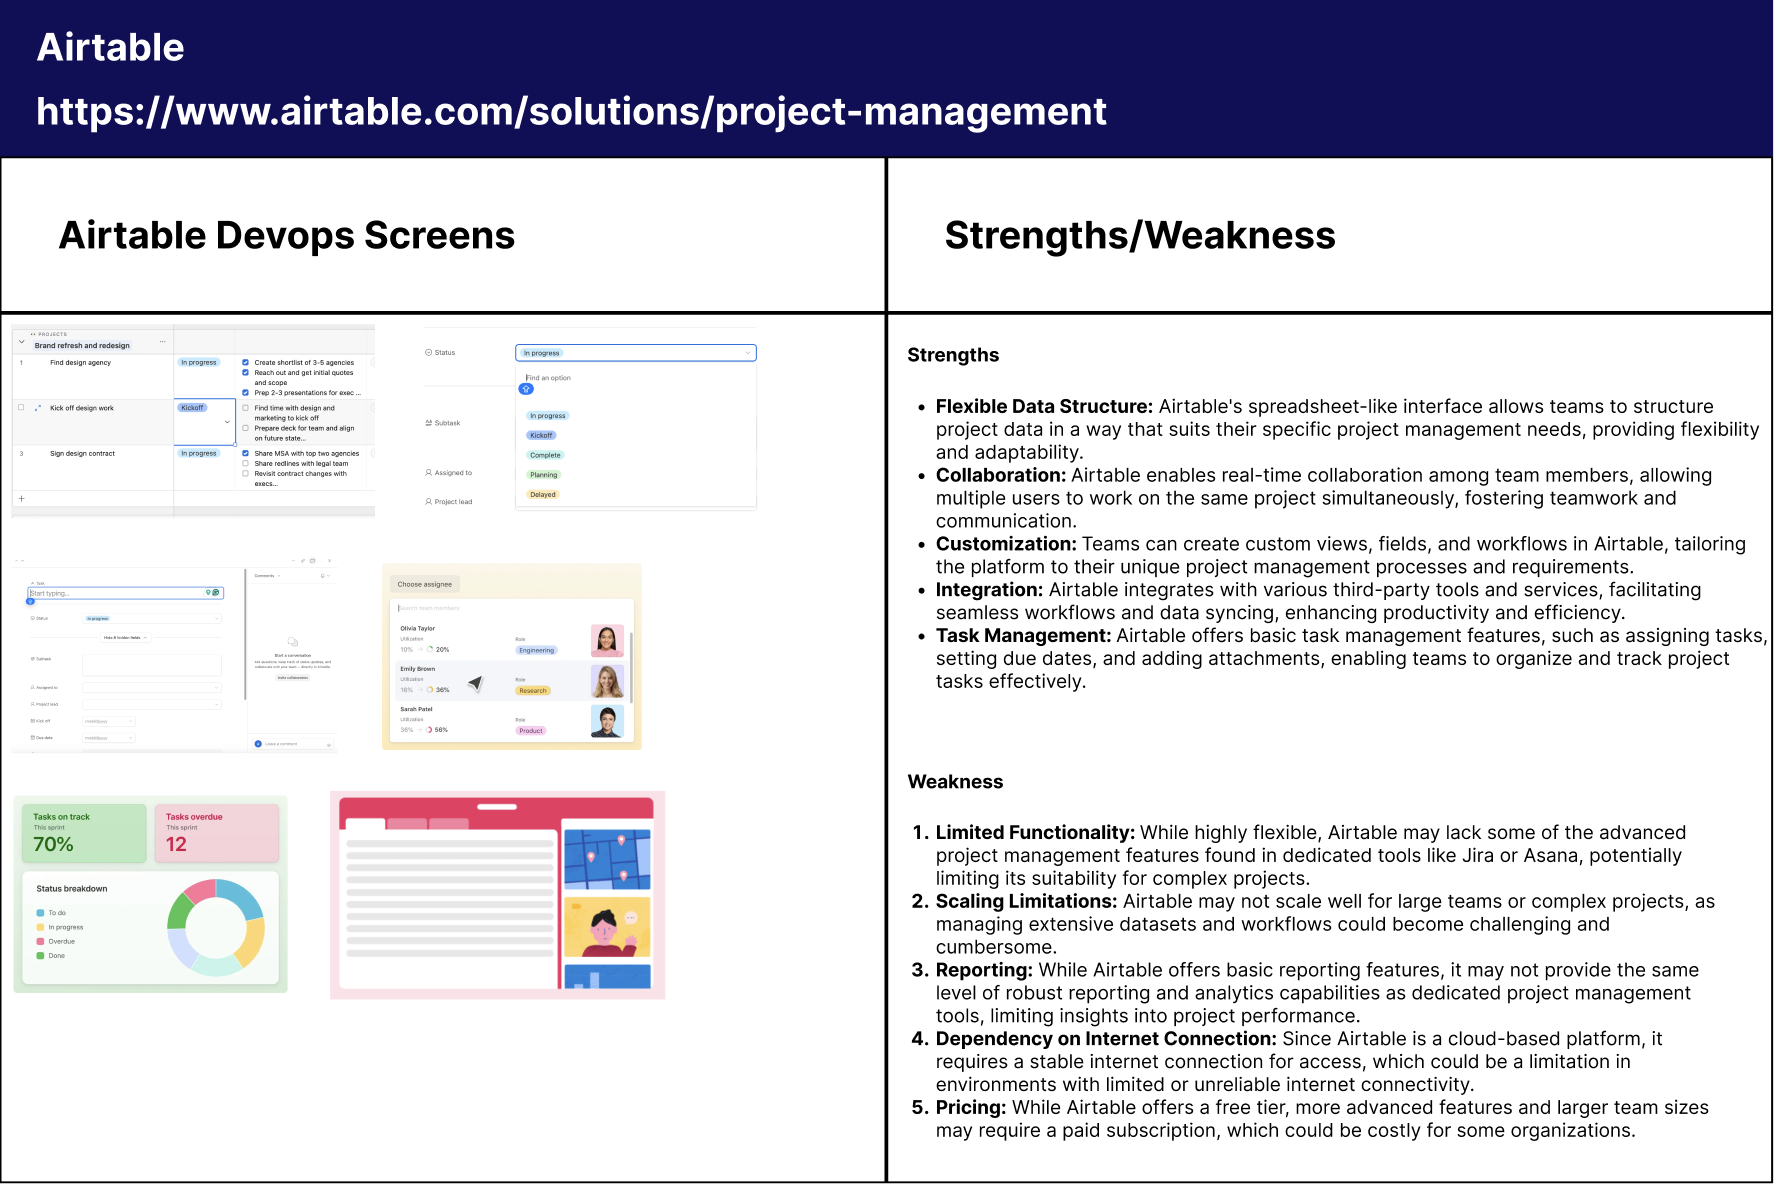 Airtable
https://www.airtable.com/solutions/project-management
Airtable Devops Screens
Strengths/Weakness
PROJECTS
Brand refresh and redesign
1 Find design agency In progress
Create shortlist of 3-5 agencies
Reach out and get initial quotes
and scope
Prep 2-3 presentations for exec ...
Kick off design work Kickoff
Find time with design and
marketing to kick off
Prepare deck for team and align
on future state...
3 Sign design contract In progress
Share MSA with top two agencies
Share redlines with legal team
Revisit contract changes with
execs...
+
Status In progress
Find an option
In progress
Subtask
Kickoff
Complete
Assigned to
Planning
Project lead
Delayed
Task
Start typing...
Status In progress
Hide 8 hidden fields
Subtask
Assigned to
Project lead
Kick off
Due date
Comments
Start a conversation
Invite collaborators
Leave a comment
Choose assignee
Search team members
Olivia Taylor
Utilization Role
10% 20% Engineering
Emily Brown
Utilization Role
16% 36% Research
Sarah Patel
Utilization Role
36% 56% Product
Tasks on track
This sprint
70%
Tasks overdue
This sprint
12
Status breakdown
To do
In progress
Overdue
Done
Strengths
• Flexible Data Structure: Airtable's spreadsheet-like interface allows teams to structure
project data in a way that suits their specific project management needs, providing flexibility
and adaptability.
• Collaboration: Airtable enables real-time collaboration among team members, allowing
multiple users to work on the same project simultaneously, fostering teamwork and
communication.
• Customization: Teams can create custom views, fields, and workflows in Airtable, tailoring
the platform to their unique project management processes and requirements.
• Integration: Airtable integrates with various third-party tools and services, facilitating
seamless workflows and data syncing, enhancing productivity and efficiency.
• Task Management: Airtable offers basic task management features, such as assigning tasks,
setting due dates, and adding attachments, enabling teams to organize and track project
tasks effectively.
Weakness
1. Limited Functionality: While highly flexible, Airtable may lack some of the advanced
project management features found in dedicated tools like Jira or Asana, potentially
limiting its suitability for complex projects.
2. Scaling Limitations: Airtable may not scale well for large teams or complex projects, as
managing extensive datasets and workflows could become challenging and
cumbersome.
3. Reporting: While Airtable offers basic reporting features, it may not provide the same
level of robust reporting and analytics capabilities as dedicated project management
tools, limiting insights into project performance.
4. Dependency on Internet Connection: Since Airtable is a cloud-based platform, it
requires a stable internet connection for access, which could be a limitation in
environments with limited or unreliable internet connectivity.
5. Pricing: While Airtable offers a free tier, more advanced features and larger team sizes
may require a paid subscription, which could be costly for some organizations.